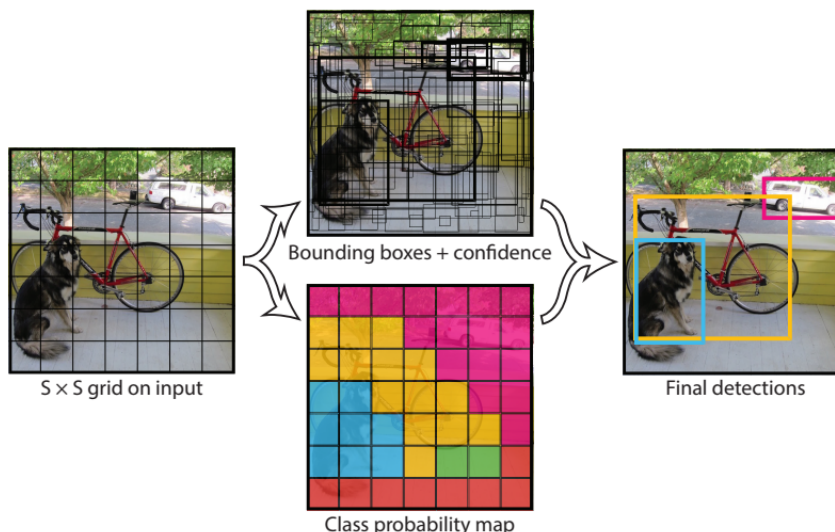 Bounding boxes + confidence
S × S grid on input
Final detections
Class probability map